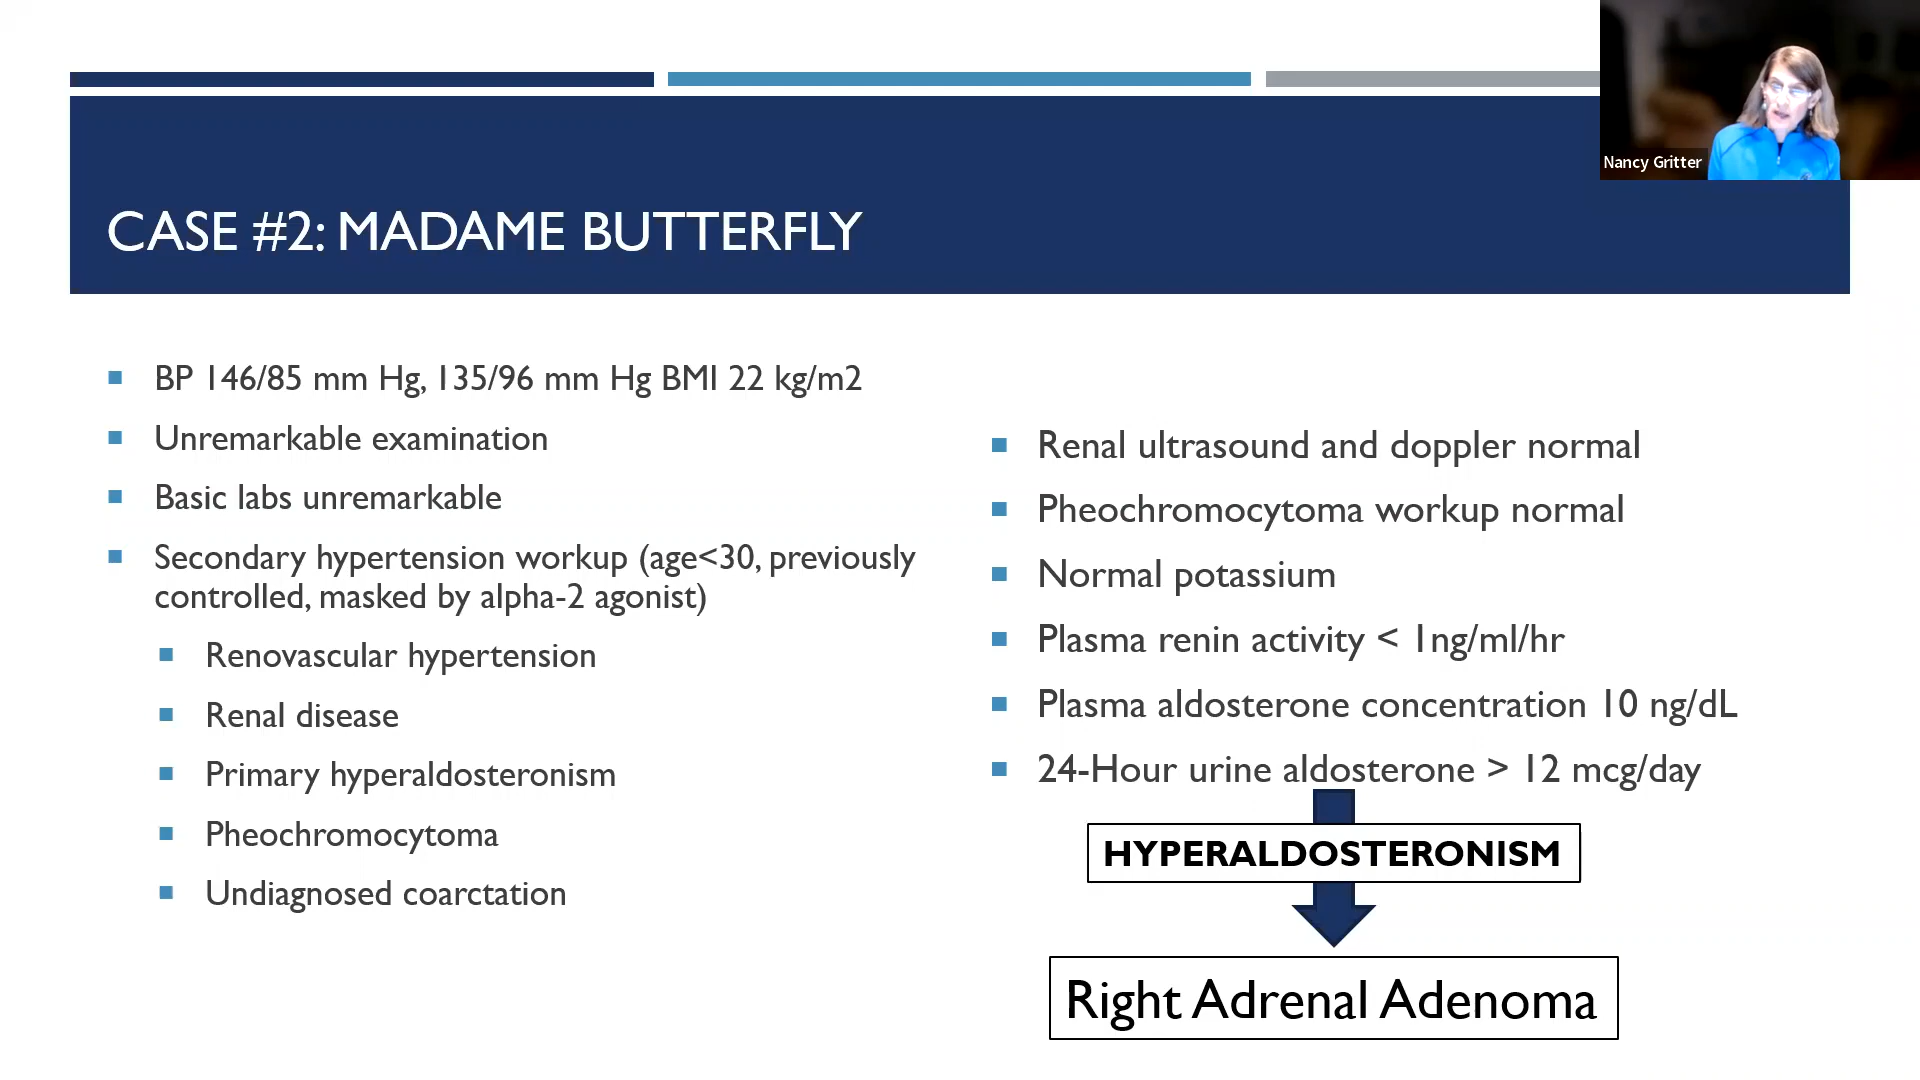 Nancy Gritter
CASE #2: MADAME BUTTERFLY
BP 146/85 mm Hg, 135/96 mm Hg BMI 22 kg/m2
Unremarkable examination
Basic labs unremarkable
Secondary hypertension workup (age<30, previously
controlled, masked by alpha-2 agonist)
Renovascular hypertension
Renal disease
Primary hyperaldosteronism
Pheochromocytoma
Undiagnosed coarctation
Renal ultrasound and doppler normal
Pheochromocytoma workup normal
Normal potassium
Plasma renin activity < 1ng/ml/hr
Plasma aldosterone concentration 10 ng/dL
24-Hour urine aldosterone > 12 mcg/day
HYPERALDOSTERONISM
Right Adrenal Adenoma